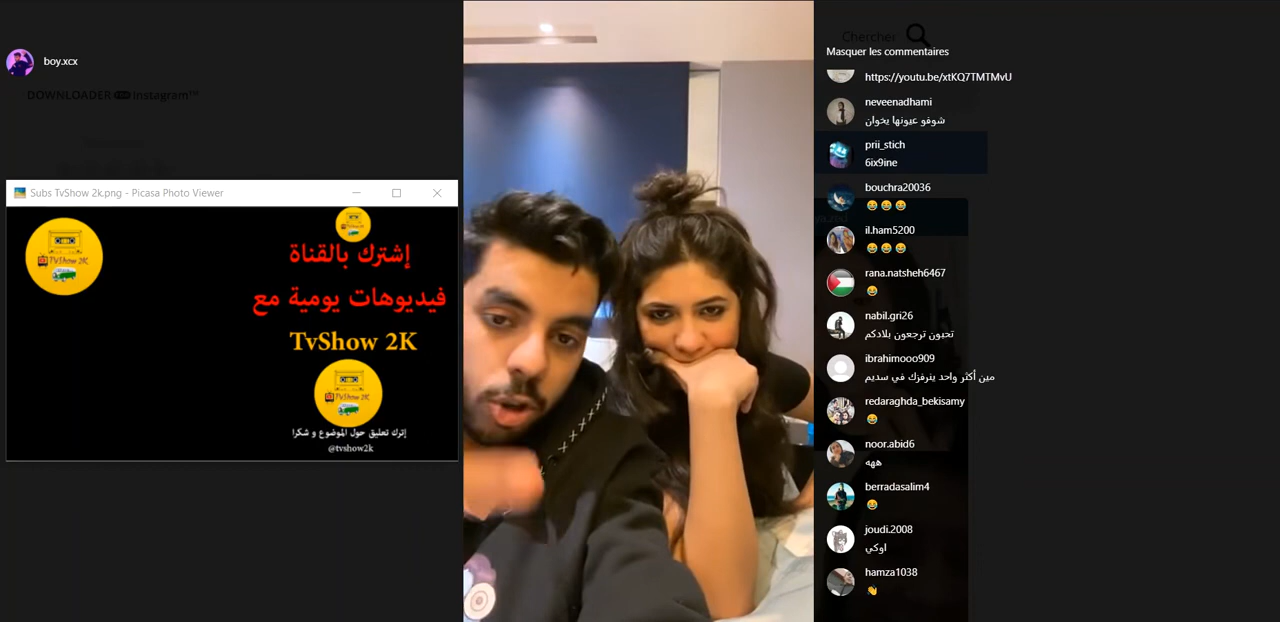 boy.xcx
DOWNLOADER instagram™
Subs TvShow 2k.png - Picasa Photo Viewer
TVShow 2K
إشترك بالقناة
فيديوهات يومية مع
TvShow 2K
TVShow 2K
إترك تعليق حول الموضوع و شكرا
@tvshow2k
Chercher
Masquer les commentaires
https://youtu.be/xtKQ7TMTMvU
neveenadhami
شوفو عيونها يخوان
prii_stich
6ix9ine
bouchra20036
😂 😂 😂
il.ham5200
😂 😂 😂
rana.natsheh6467
😂
nabil.gri26
تحبون ترجعون بلادكم
ibrahimooo909
مين أكثر واحد ينرفزك في سديم
redaraghda_bekisamy
😂
noor.abid6
ههه
berradasalim4
😂
joudi.2008
اوكي
hamza1038
👏